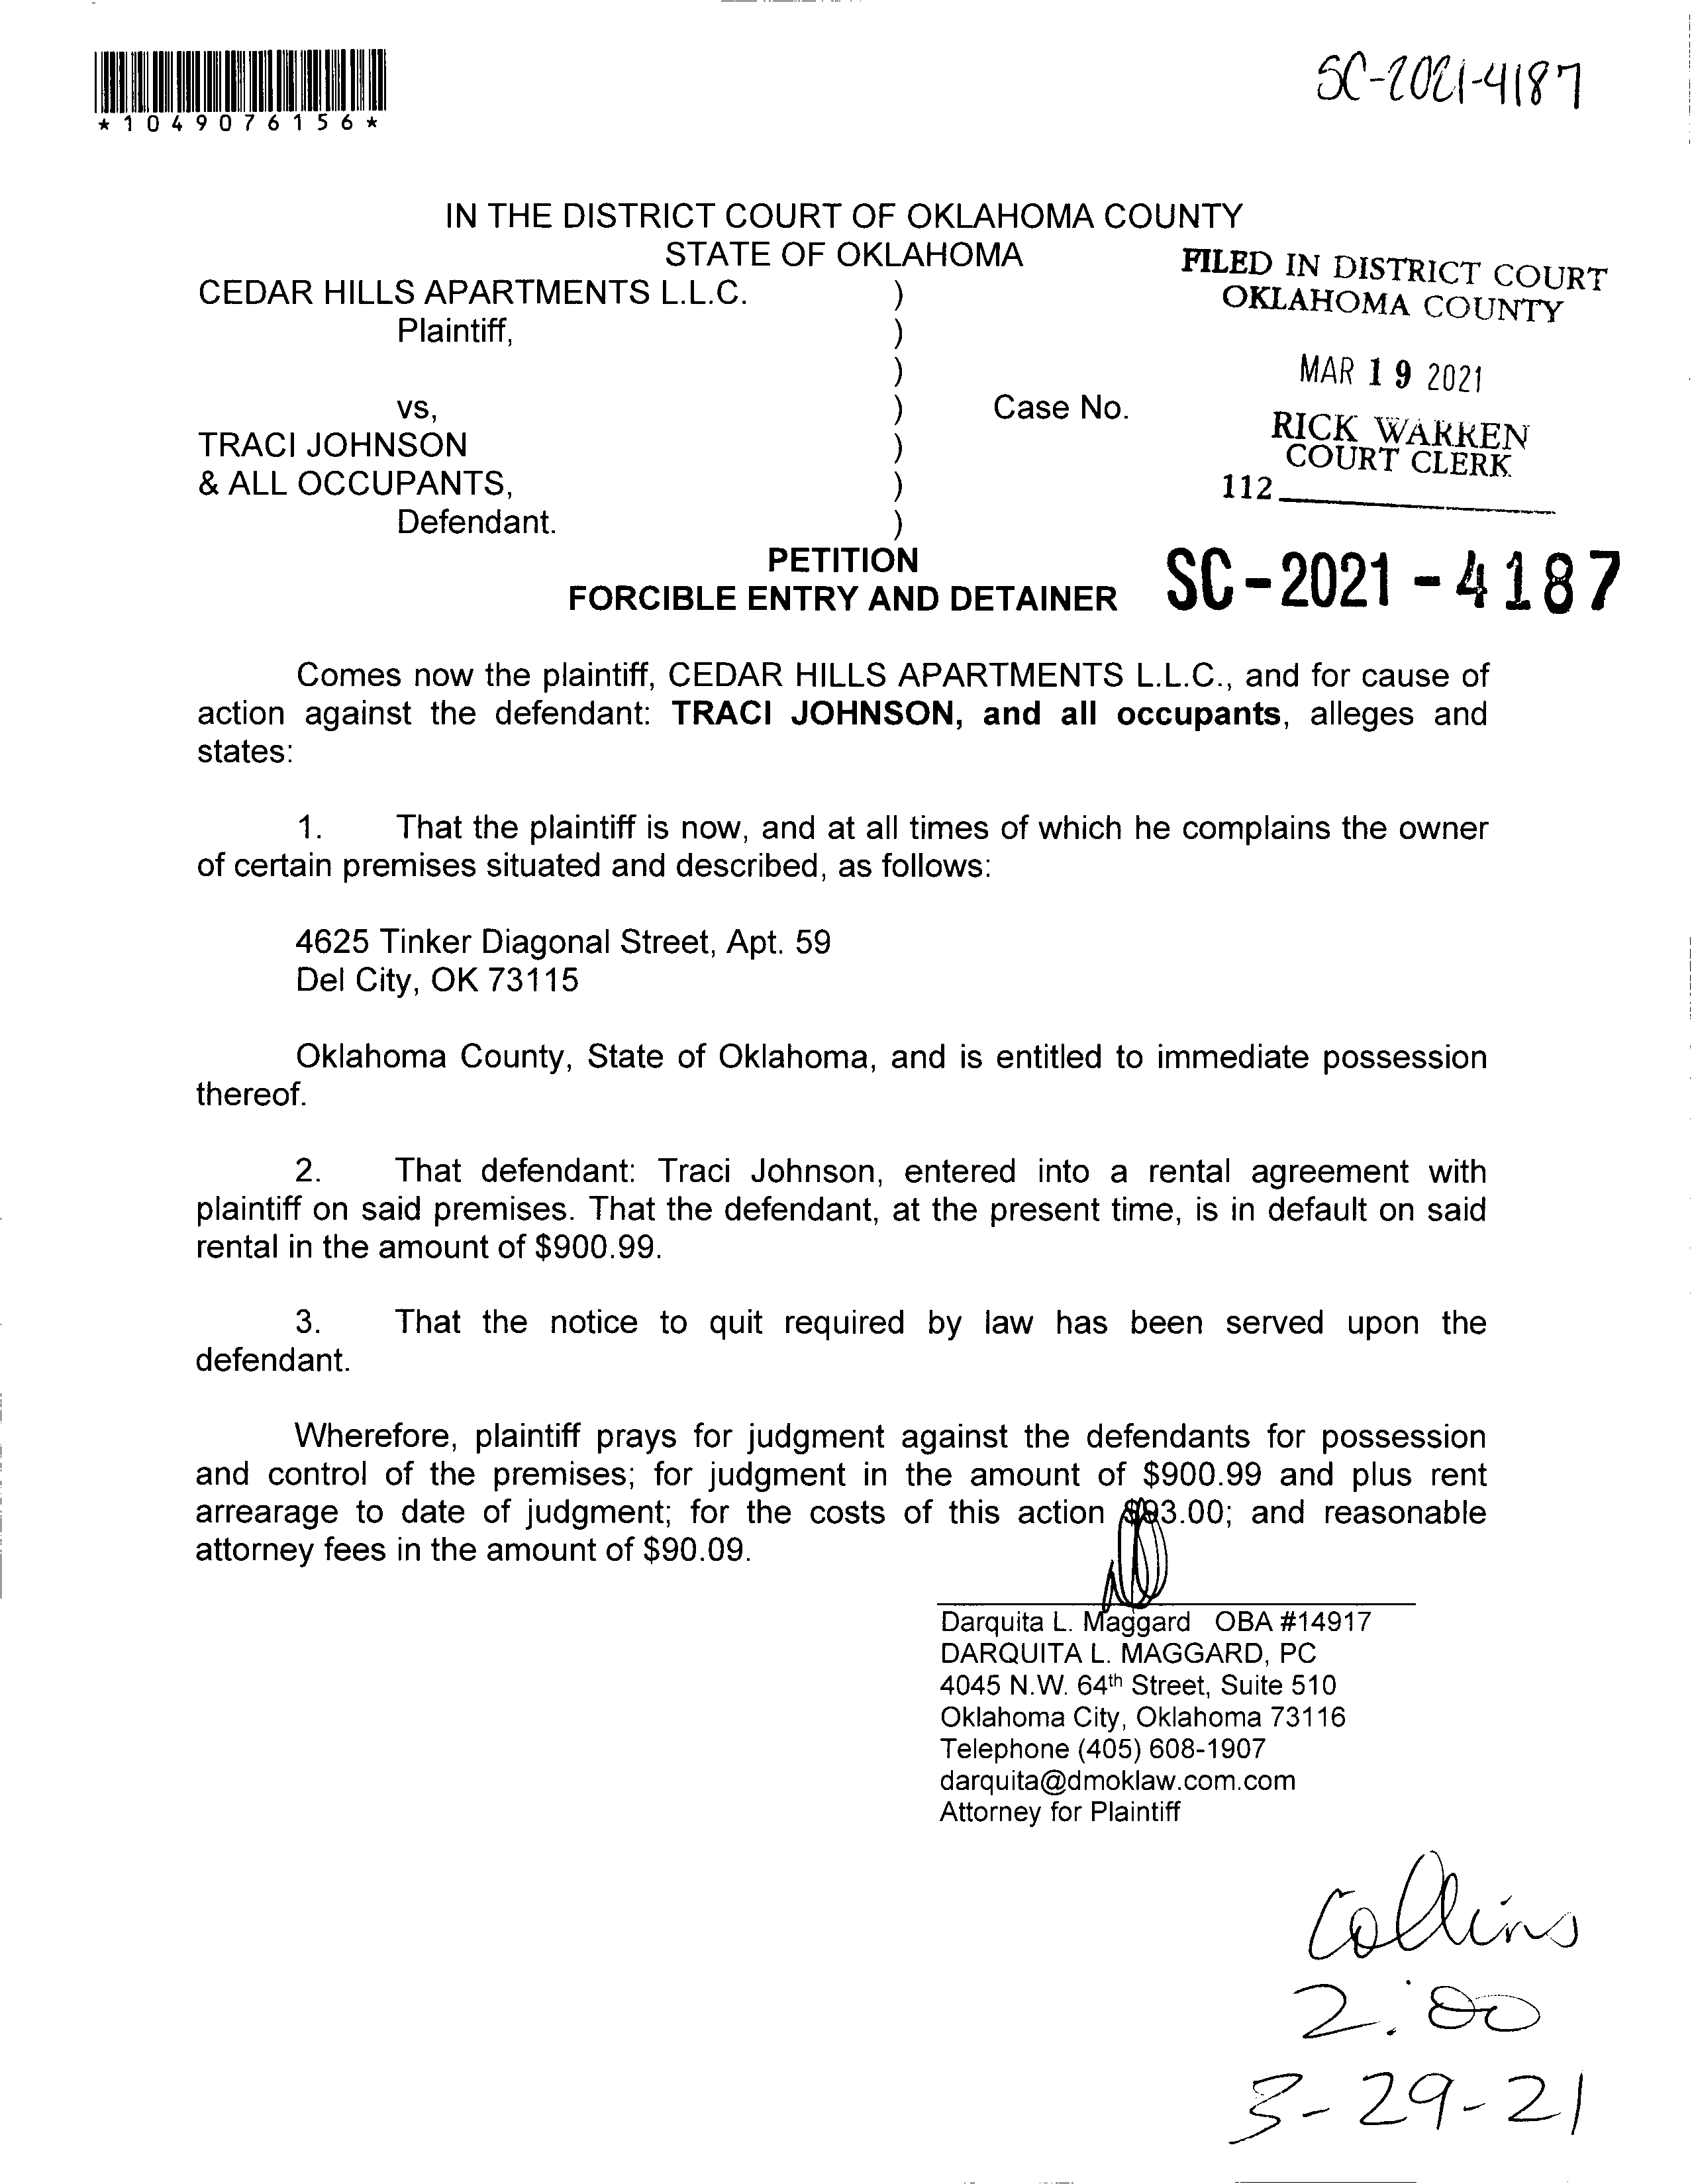 *1049076156*
SC-2021-4187
IN THE DISTRICT COURT OF OKLAHOMA COUNTY
STATE OF OKLAHOMA
FILED IN DISTRICT COURT
OKLAHOMA COUNTY
CEDAR HILLS APARTMENTS L.L.C. )
Plaintiff, )
)
MAR 19 2021
vs, ) Case No.
RICK WARREN
COURT CLERK
TRACI JOHNSON )
& ALL OCCUPANTS, )
112
Defendant. )
PETITION
FORCIBLE ENTRY AND DETAINER
SC-2021-4187
Comes now the plaintiff, CEDAR HILLS APARTMENTS L.L.C., and for cause of
action against the defendant: TRACI JOHNSON, and all occupants, alleges and
states:
1. That the plaintiff is now, and at all times of which he complains the owner
of certain premises situated and described, as follows:
4625 Tinker Diagonal Street, Apt. 59
Del City, OK 73115
Oklahoma County, State of Oklahoma, and is entitled to immediate possession
thereof.
2. That defendant: Traci Johnson, entered into a rental agreement with
plaintiff on said premises. That the defendant, at the present time, is in default on said
rental in the amount of $900.99.
3. That the notice to quit required by law has been served upon the
defendant.
Wherefore, plaintiff prays for judgment against the defendants for possession
and control of the premises; for judgment in the amount of $900.99 and plus rent
arrearage to date of judgment; for the costs of this action and reasonable
attorney fees in the amount of $90.09.
Darquita L. Maggard OBA #14917
DARQUITA L. MAGGARD, PC
4045 N.W. 64th Street, Suite 510
Oklahoma City, Oklahoma 73116
Telephone (405) 608-1907
darquita@dmoklaw.com.com
Attorney for Plaintiff
Collins
2:00
3-29-21